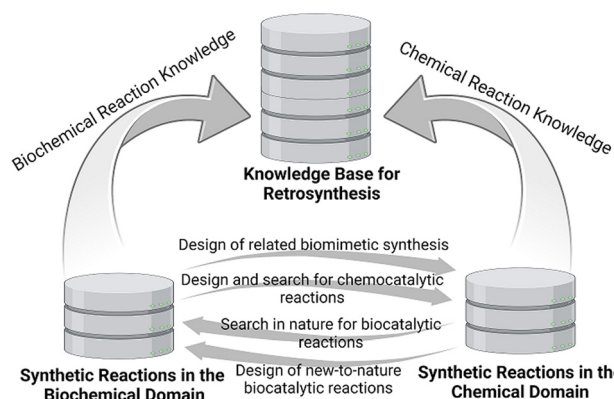 Biochemical Reaction Knowledge
Chemical Reaction Knowledge
Knowledge Base for
Retrosynthesis
Design of related biomimetic synthesis
Design and search for chemocatalytic
reactions
Search in nature for biocatalytic
reactions
Design of new-to-nature
biocatalytic reactions
Synthetic Reactions in the
Biochemical Domain
Synthetic Reactions in the
Chemical Domain